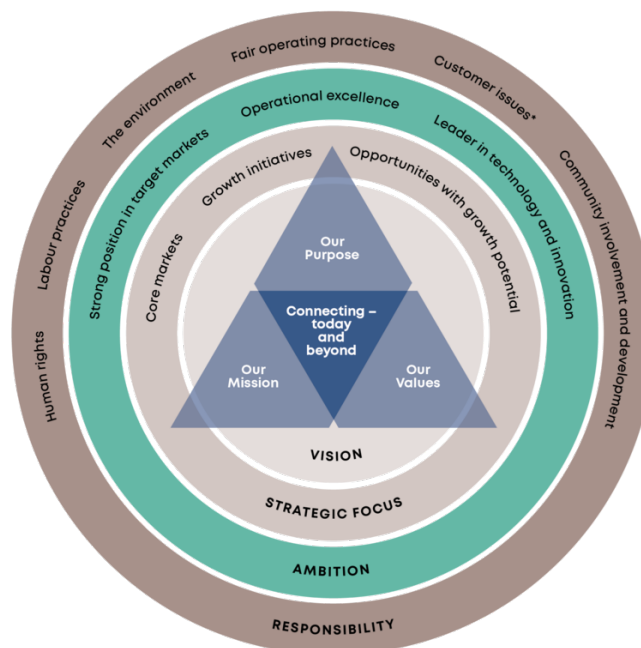 Human rights
Labour practices
The environment
Fair operating practices
Customer issues*
Community involvement and development
Strong position in target markets
Operational excellence
Leader in technology and innovation
Core markets
Growth initiatives
Opportunities with growth potential
Our
Purpose
Connecting –
today
and
beyond
Our
Mission
Our
Values
VISION
STRATEGIC FOCUS
AMBITION
RESPONSIBILITY